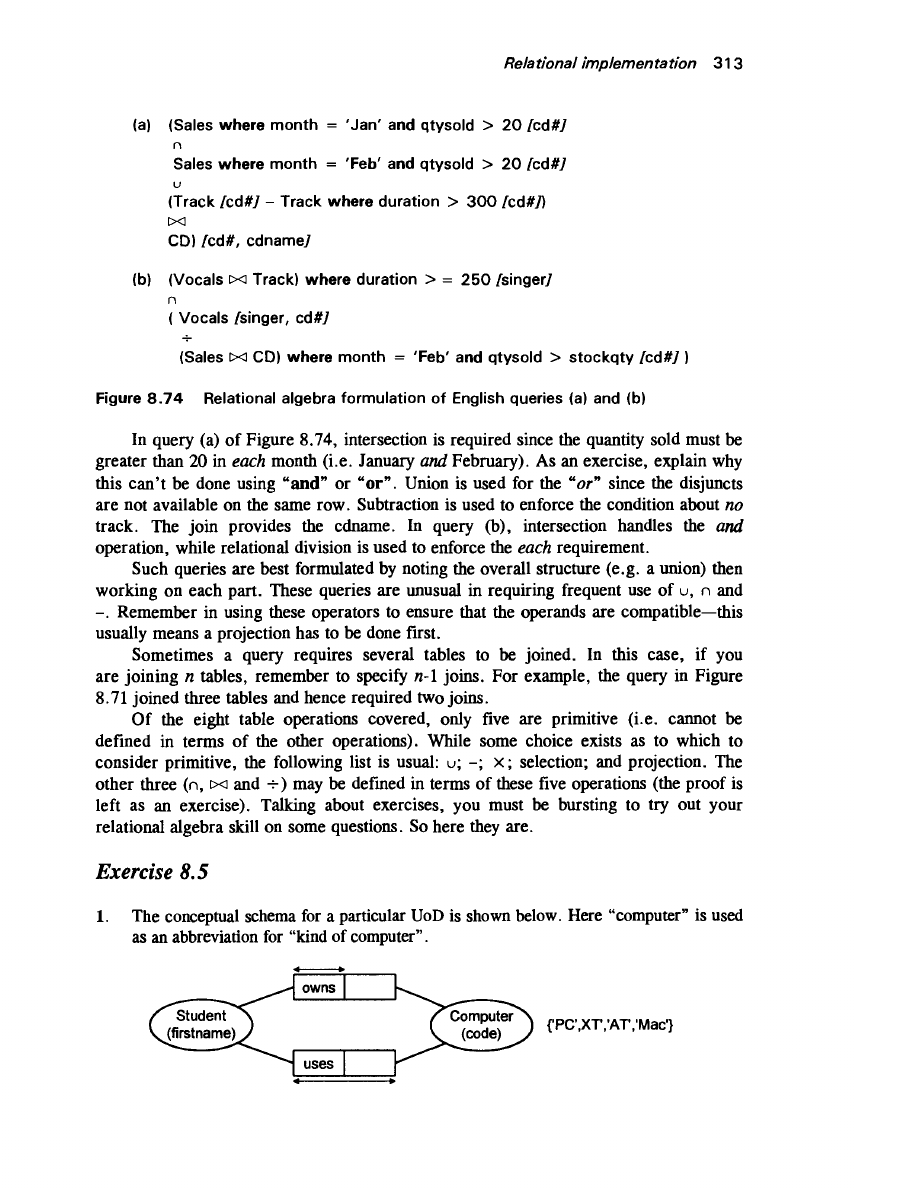 Relational implementation 313
(a) (Sales where month = 'Jan' and qtysold > 20 [cd#]
∩
Sales where month = 'Feb' and qtysold > 20 [cd#]
∪
(Track [cd#] – Track where duration > 300 [cd#])
⋈
CD) [cd#, cdname]
(b) (Vocals ⋈ Track) where duration > = 250 [singer]
∩
( Vocals [singer, cd#]
÷
(Sales ⋈ CD) where month = 'Feb' and qtysold > stockqty [cd#] )
Figure 8.74 Relational algebra formulation of English queries (a) and (b)
In query (a) of Figure 8.74, intersection is required since the quantity sold must be
greater than 20 in each month (i.e. January and February). As an exercise, explain why
this can't be done using "and" or "or". Union is used for the "or" since the disjuncts
are not available on the same row. Subtraction is used to enforce the condition about no
track. The join provides the cdname. In query (b), intersection handles the and
operation, while relational division is used to enforce the each requirement.
Such queries are best formulated by noting the overall structure (e.g. a union) then
working on each part. These queries are unusual in requiring frequent use of ∪, ∩ and
–. Remember in using these operators to ensure that the operands are compatible—this
usually means a projection has to be done first.
Sometimes a query requires several tables to be joined. In this case, if you
are joining n tables, remember to specify n-1 joins. For example, the query in Figure
8.71 joined three tables and hence required two joins.
Of the eight table operations covered, only five are primitive (i.e. cannot be
defined in terms of the other operations). While some choice exists as to which to
consider primitive, the following list is usual: ∪; –; ×; selection; and projection. The
other three (∩, ⋈ and ÷) may be defined in terms of these five operations (the proof is
left as an exercise). Talking about exercises, you must be bursting to try out your
relational algebra skill on some questions. So here they are.
Exercise 8.5
1. The conceptual schema for a particular UoD is shown below. Here "computer" is used
as an abbreviation for "kind of computer".
owns
Student
(firstname)
Computer
(code)
{'PC',XT','AT','Mac'}
uses